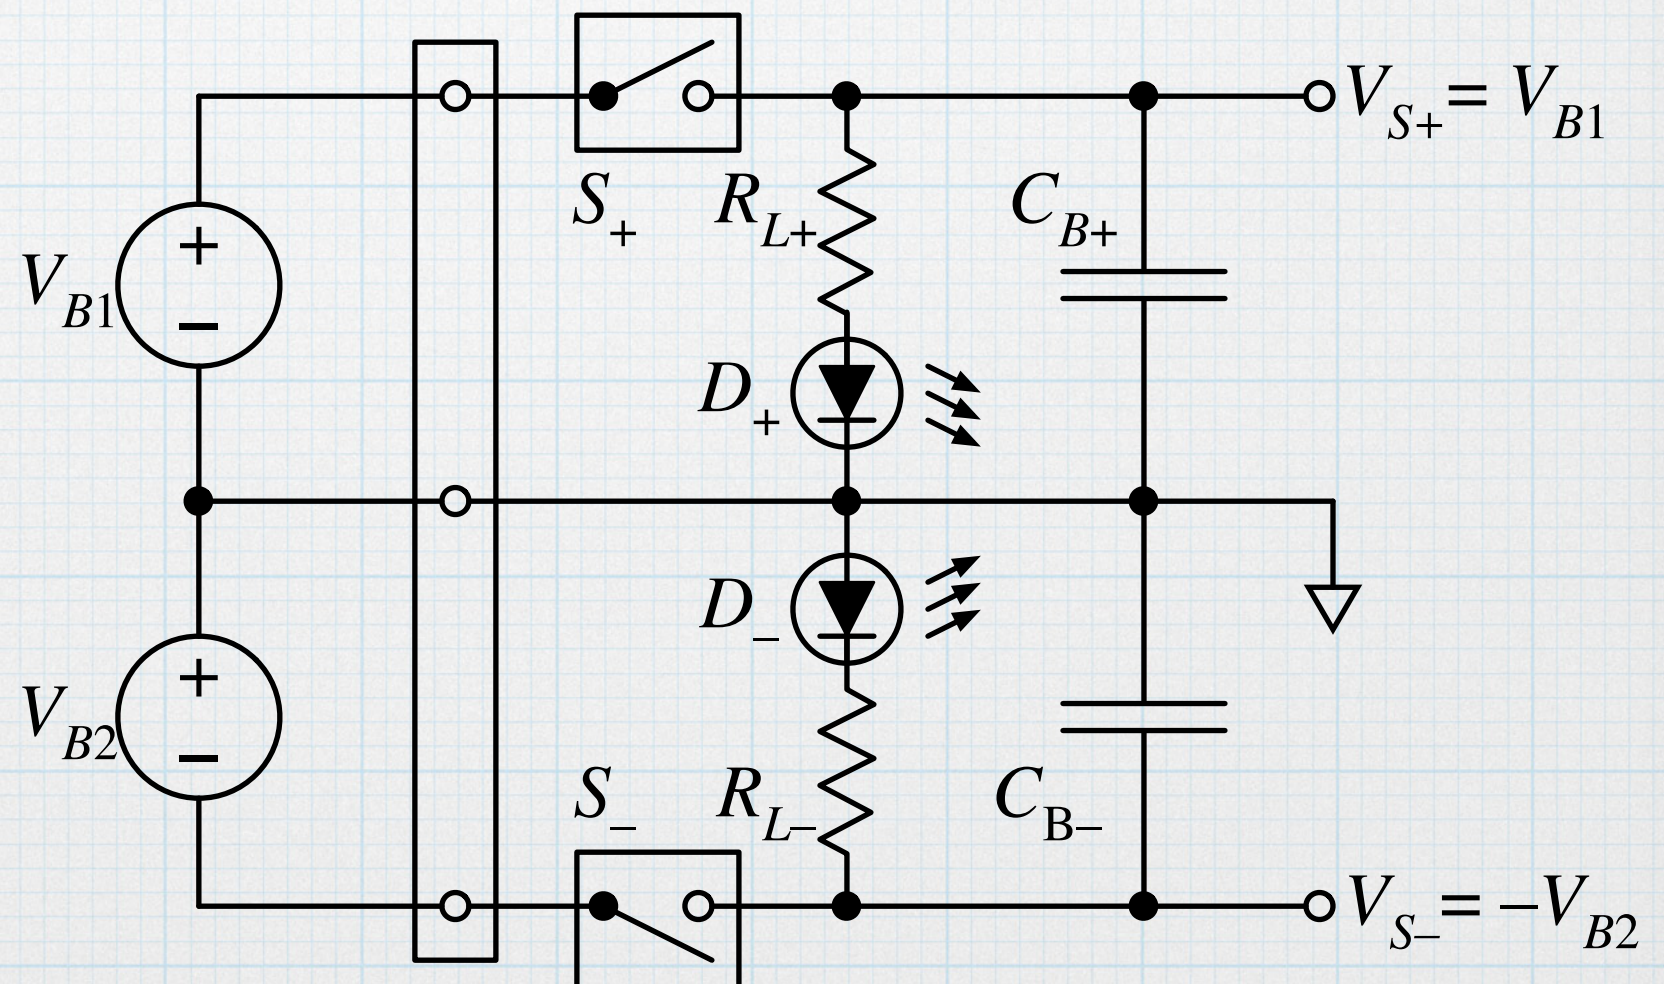 V_S+ = V_B1
S_+
R_L+
C_B+
+
V_B1
−
D_+
D_−
+
V_B2
−
S_−
R_L−
C_B−
V_S− = −V_B2